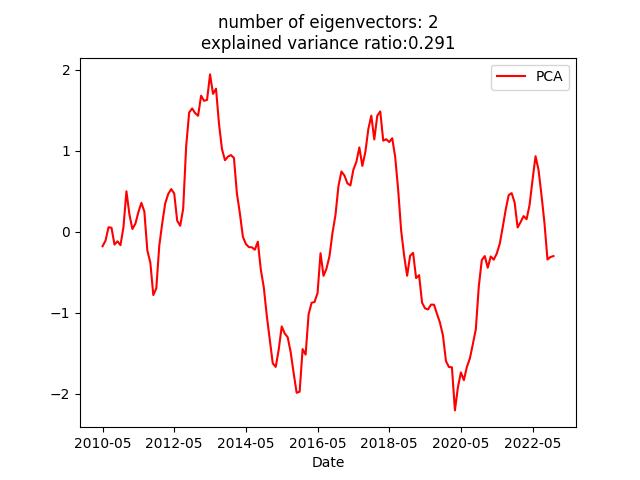 number of eigenvectors: 2
explained variance ratio:0.291
PCA
2
1
0
−1
−2
2010-05 2012-05 2014-05 2016-05 2018-05 2020-05 2022-05
Date